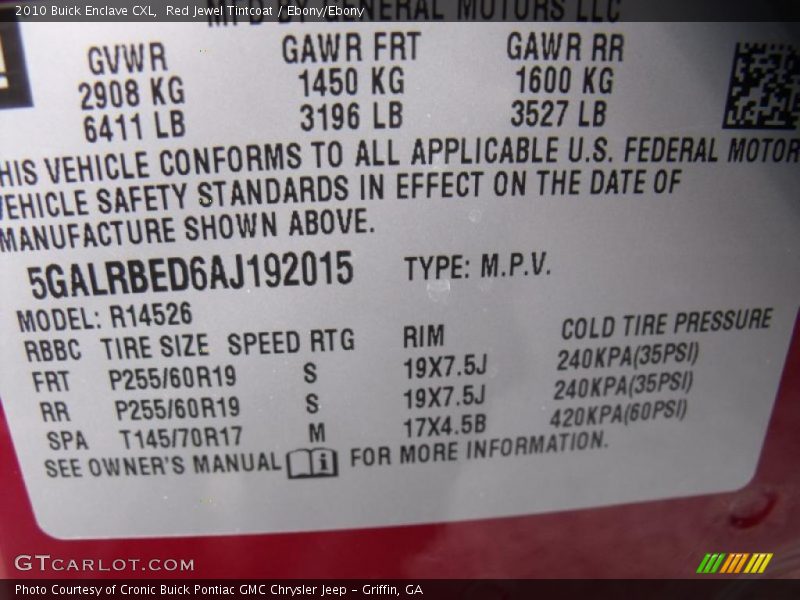 2010 Buick Enclave CXL, Red Jewel Tintcoat / Ebony/Ebony
MFD BY GENERAL MOTORS LLC
GVWR GAWR FRT GAWR RR
2908 KG 1450 KG 1600 KG
6411 LB 3196 LB 3527 LB
HIS VEHICLE CONFORMS TO ALL APPLICABLE U.S. FEDERAL MOTOR
VEHICLE SAFETY STANDARDS IN EFFECT ON THE DATE OF
MANUFACTURE SHOWN ABOVE.
5GALRBED6AJ192015 TYPE: M.P.V.
MODEL: R14526
RBBC TIRE SIZE SPEED RTG RIM COLD TIRE PRESSURE
FRT P255/60R19 S 19X7.5J 240KPA(35PSI)
RR P255/60R19 S 19X7.5J 240KPA(35PSI)
SPA T145/70R17 M 17X4.5B 420KPA(60PSI)
SEE OWNER'S MANUAL i FOR MORE INFORMATION.
GTCARLOT.COM
Photo Courtesy of Cronic Buick Pontiac GMC Chrysler Jeep - Griffin, GA